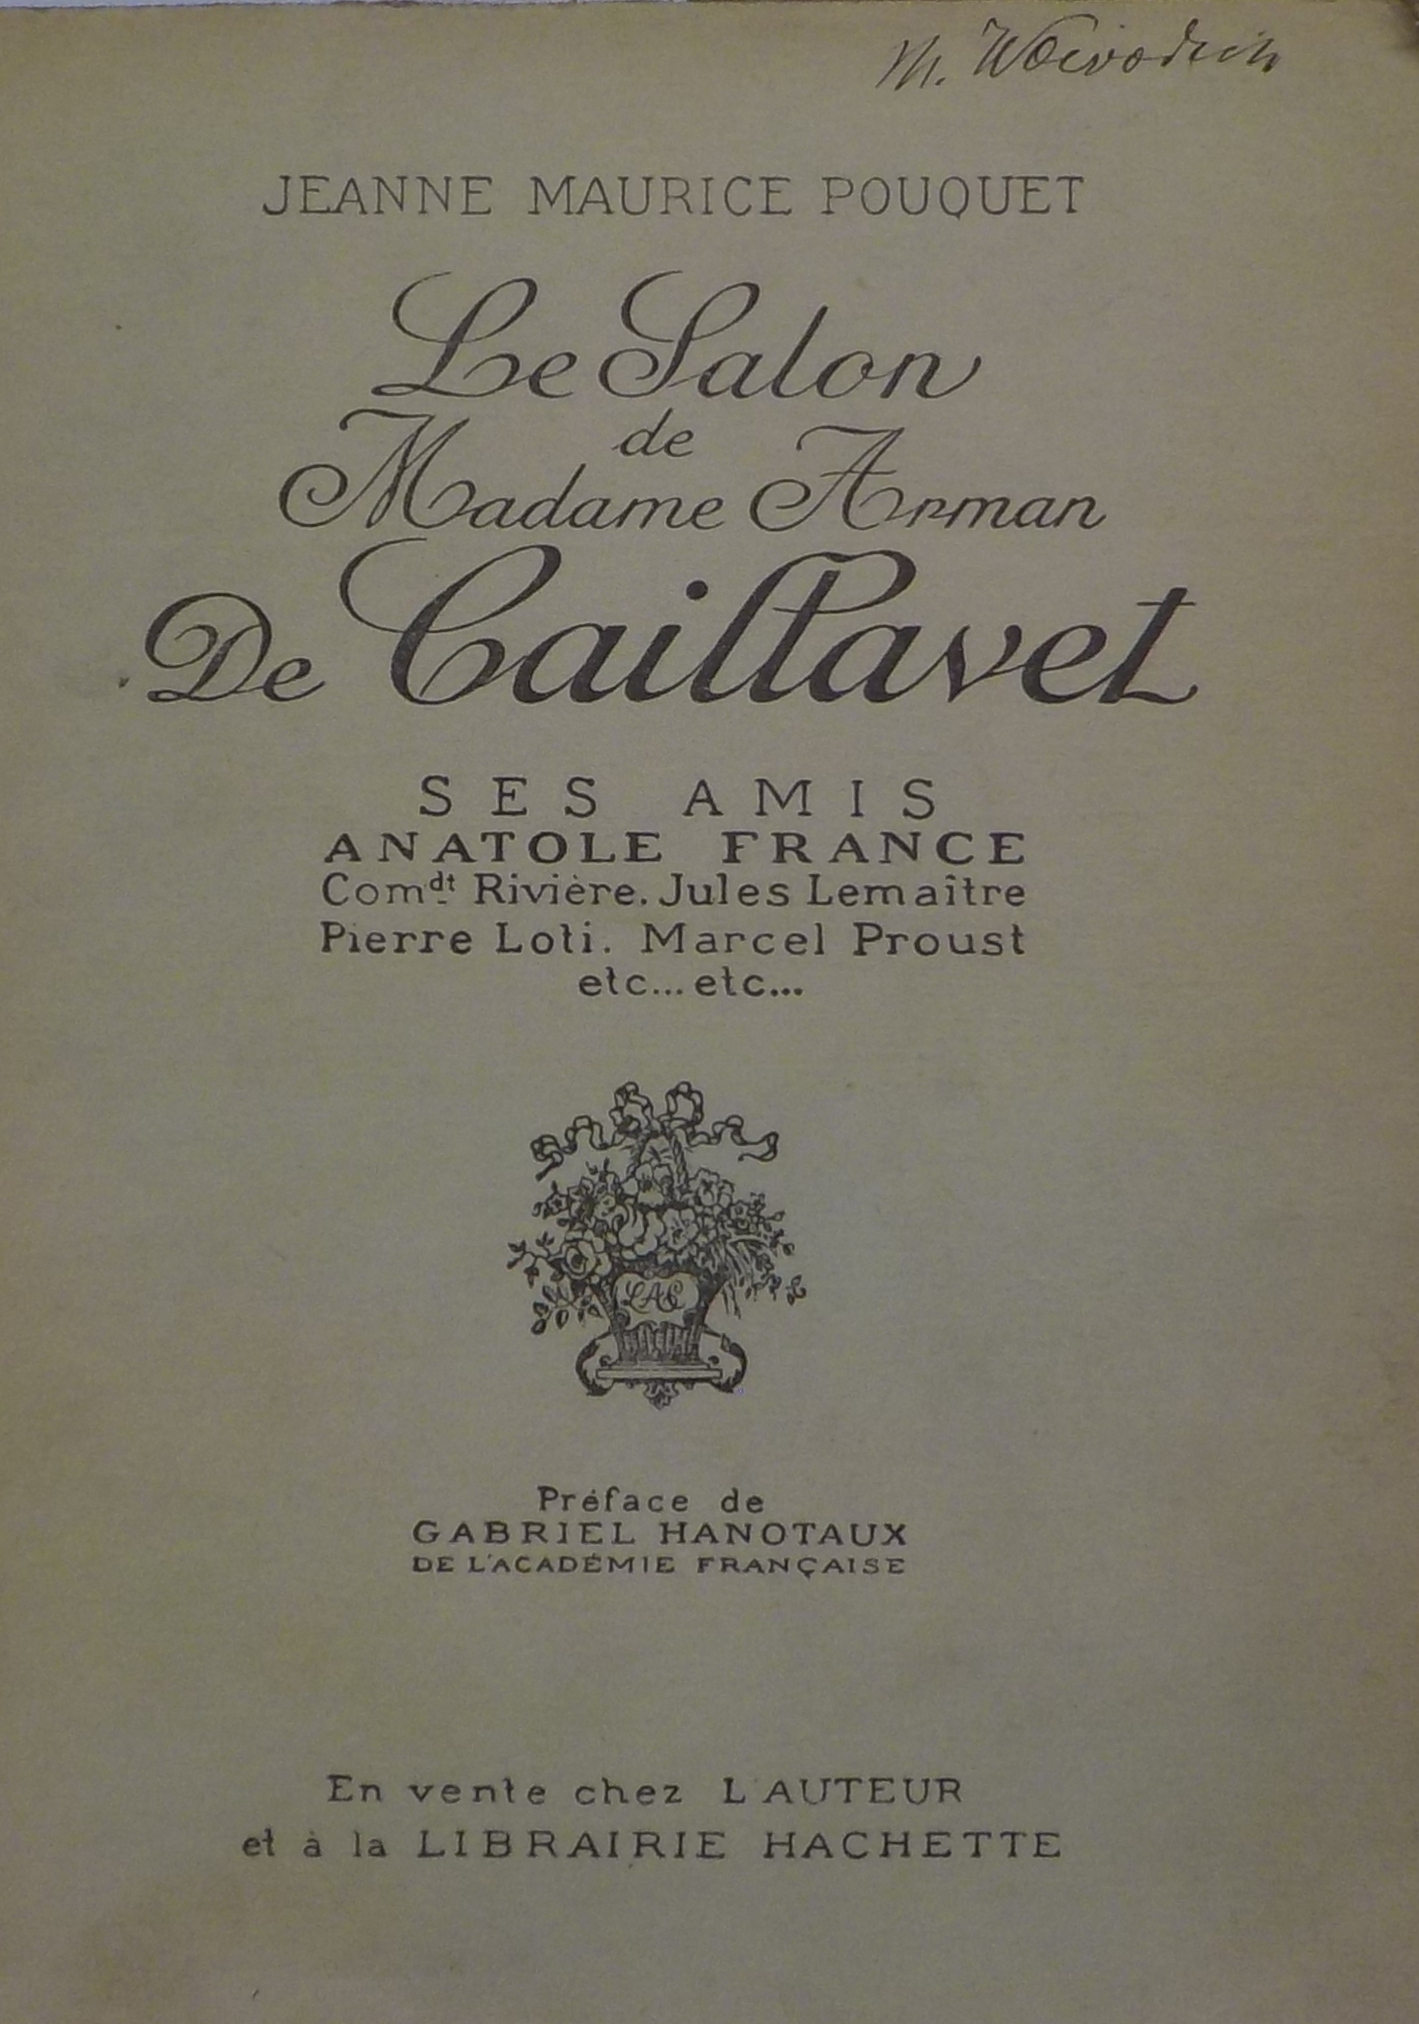 M. Woivodin
JEANNE MAURICE POUQUET
Le Salon
de
Madame Arman
De Caillavet
SES AMIS
ANATOLE FRANCE
Comdt Rivière. Jules Lemaître
Pierre Loti. Marcel Proust
etc... etc...
LAC
Préface de
GABRIEL HANOTAUX
DE L'ACADÉMIE FRANÇAISE
En vente chez L'AUTEUR
et à la LIBRAIRIE HACHETTE